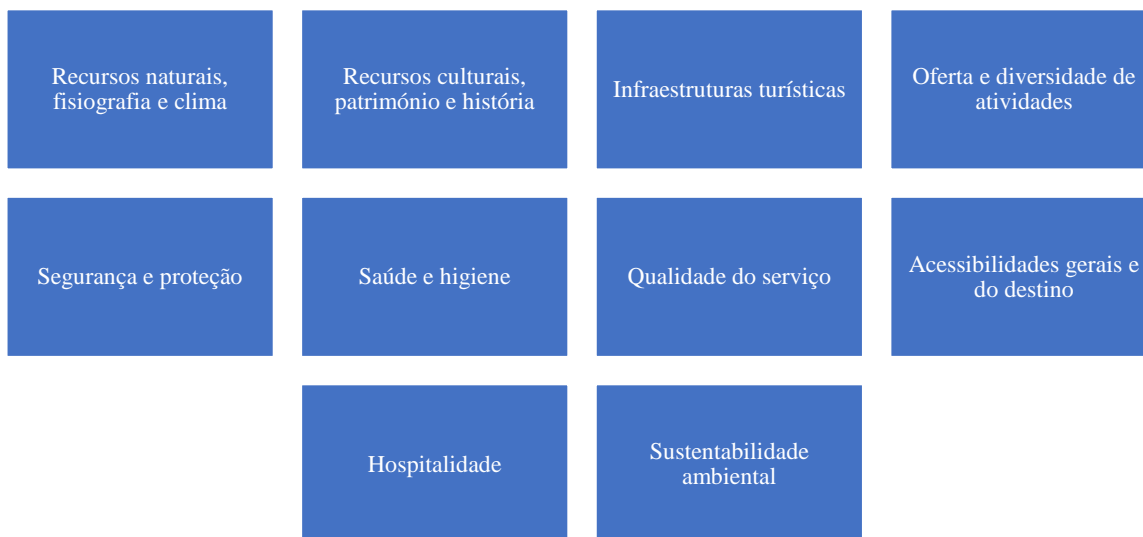 Recursos naturais,
fisiografia e clima
Recursos culturais,
património e história
Infraestruturas turísticas
Oferta e diversidade de
atividades
Segurança e proteção
Saúde e higiene
Qualidade do serviço
Acessibilidades gerais e
do destino
Hospitalidade
Sustentabilidade
ambiental